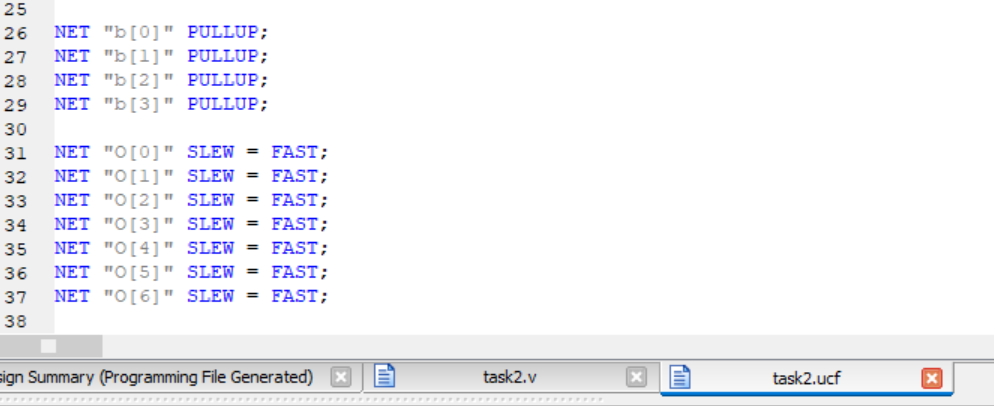 25
26 NET "b[0]" PULLUP;
27 NET "b[1]" PULLUP;
28 NET "b[2]" PULLUP;
29 NET "b[3]" PULLUP;
30
31 NET "O[0]" SLEW = FAST;
32 NET "O[1]" SLEW = FAST;
33 NET "O[2]" SLEW = FAST;
34 NET "O[3]" SLEW = FAST;
35 NET "O[4]" SLEW = FAST;
36 NET "O[5]" SLEW = FAST;
37 NET "O[6]" SLEW = FAST;
38
sign Summary (Programming File Generated) task2.v task2.ucf